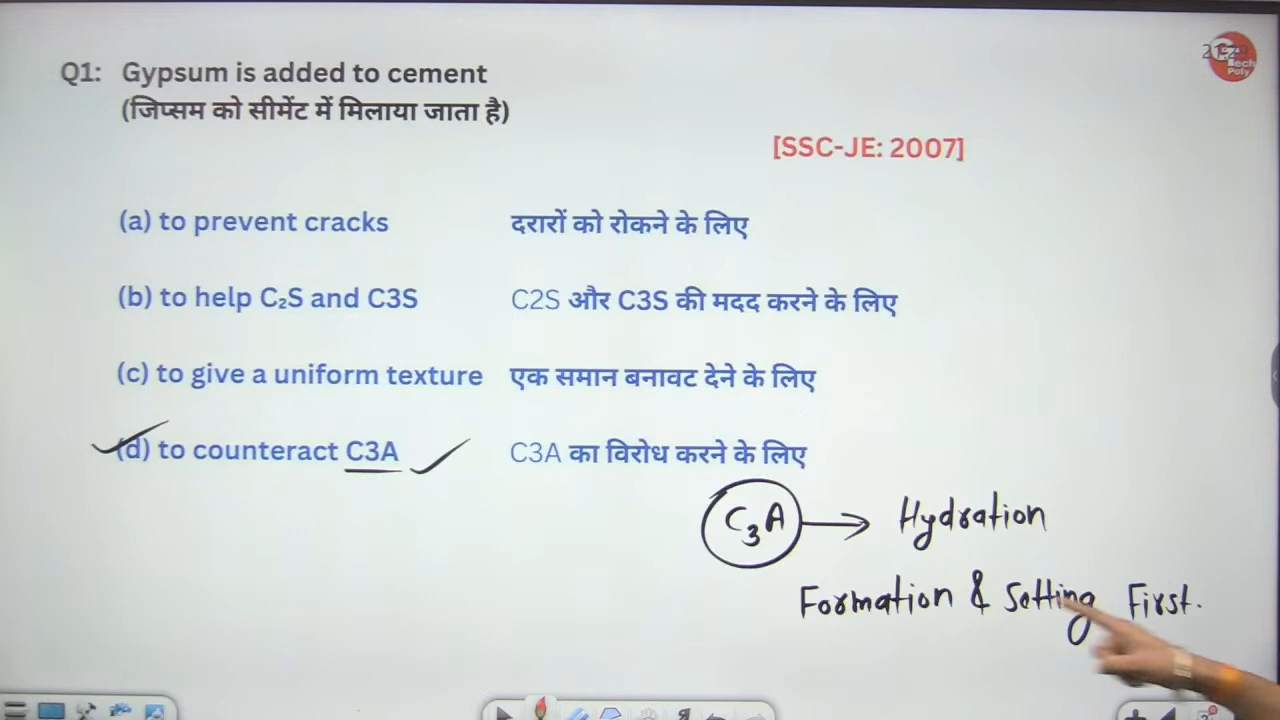 Q1: Gypsum is added to cement
(जिप्सम को सीमेंट में मिलाया जाता है)
[SSC-JE: 2007]
(a) to prevent cracks दरारों को रोकने के लिए
(b) to help C₂S and C3S C2S और C3S की मदद करने के लिए
(c) to give a uniform texture एक समान बनावट देने के लिए
(d) to counteract C3A C3A का विरोध करने के लिए
C₃A → Hydration
Formation & Setting First.
Tech
Poly